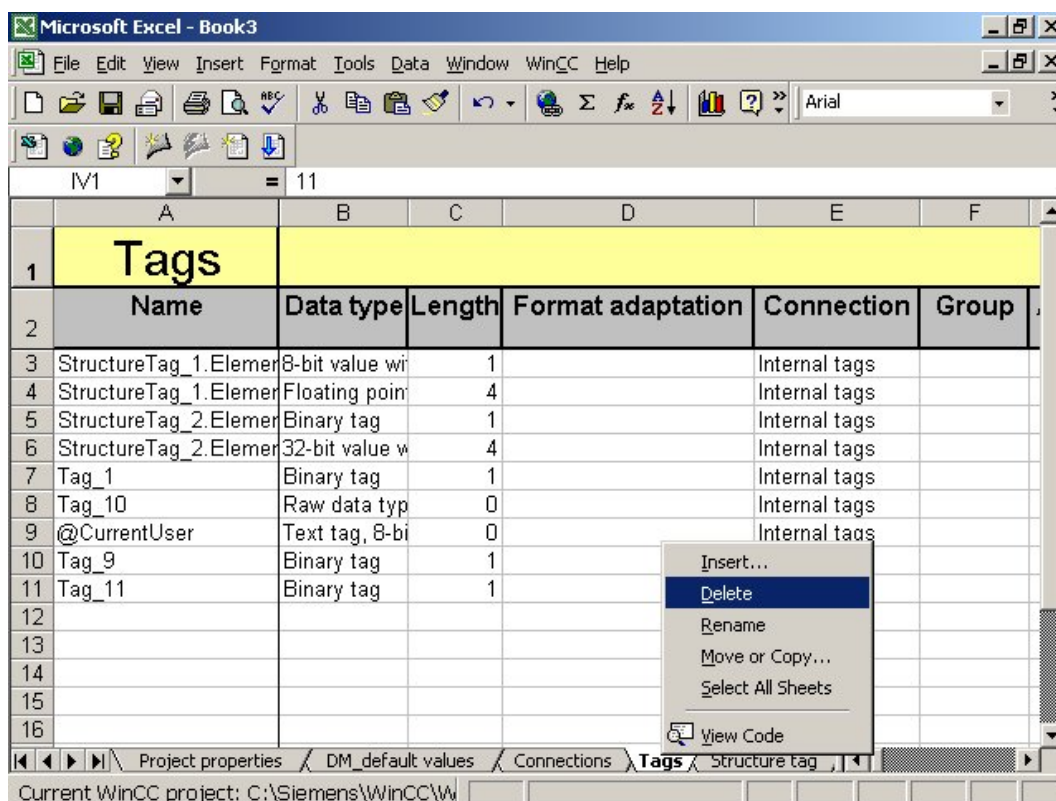 Microsoft Excel - Book3
File Edit View Insert Format Tools Data Window WinCC Help
ABC Σ fx Arial
IV1 = 11
A B C D E F
1 Tags
2 Name Data type Length Format adaptation Connection Group
3 StructureTag_1.Elemer 8-bit value wi 1 Internal tags
4 StructureTag_1.Elemer Floating poin 4 Internal tags
5 StructureTag_2.Elemer Binary tag 1 Internal tags
6 StructureTag_2.Elemer 32-bit value w 4 Internal tags
7 Tag_1 Binary tag 1 Internal tags
8 Tag_10 Raw data typ 0 Internal tags
9 @CurrentUser Text tag, 8-bi 0 Internal tags
10 Tag_9 Binary tag 1
11 Tag_11 Binary tag 1
12
13
14
15
16
Insert...
Delete
Rename
Move or Copy...
Select All Sheets
View Code
Project properties DM_default values Connections Tags Structure tag
Current WinCC project: C:\Siemens\WinCC\W